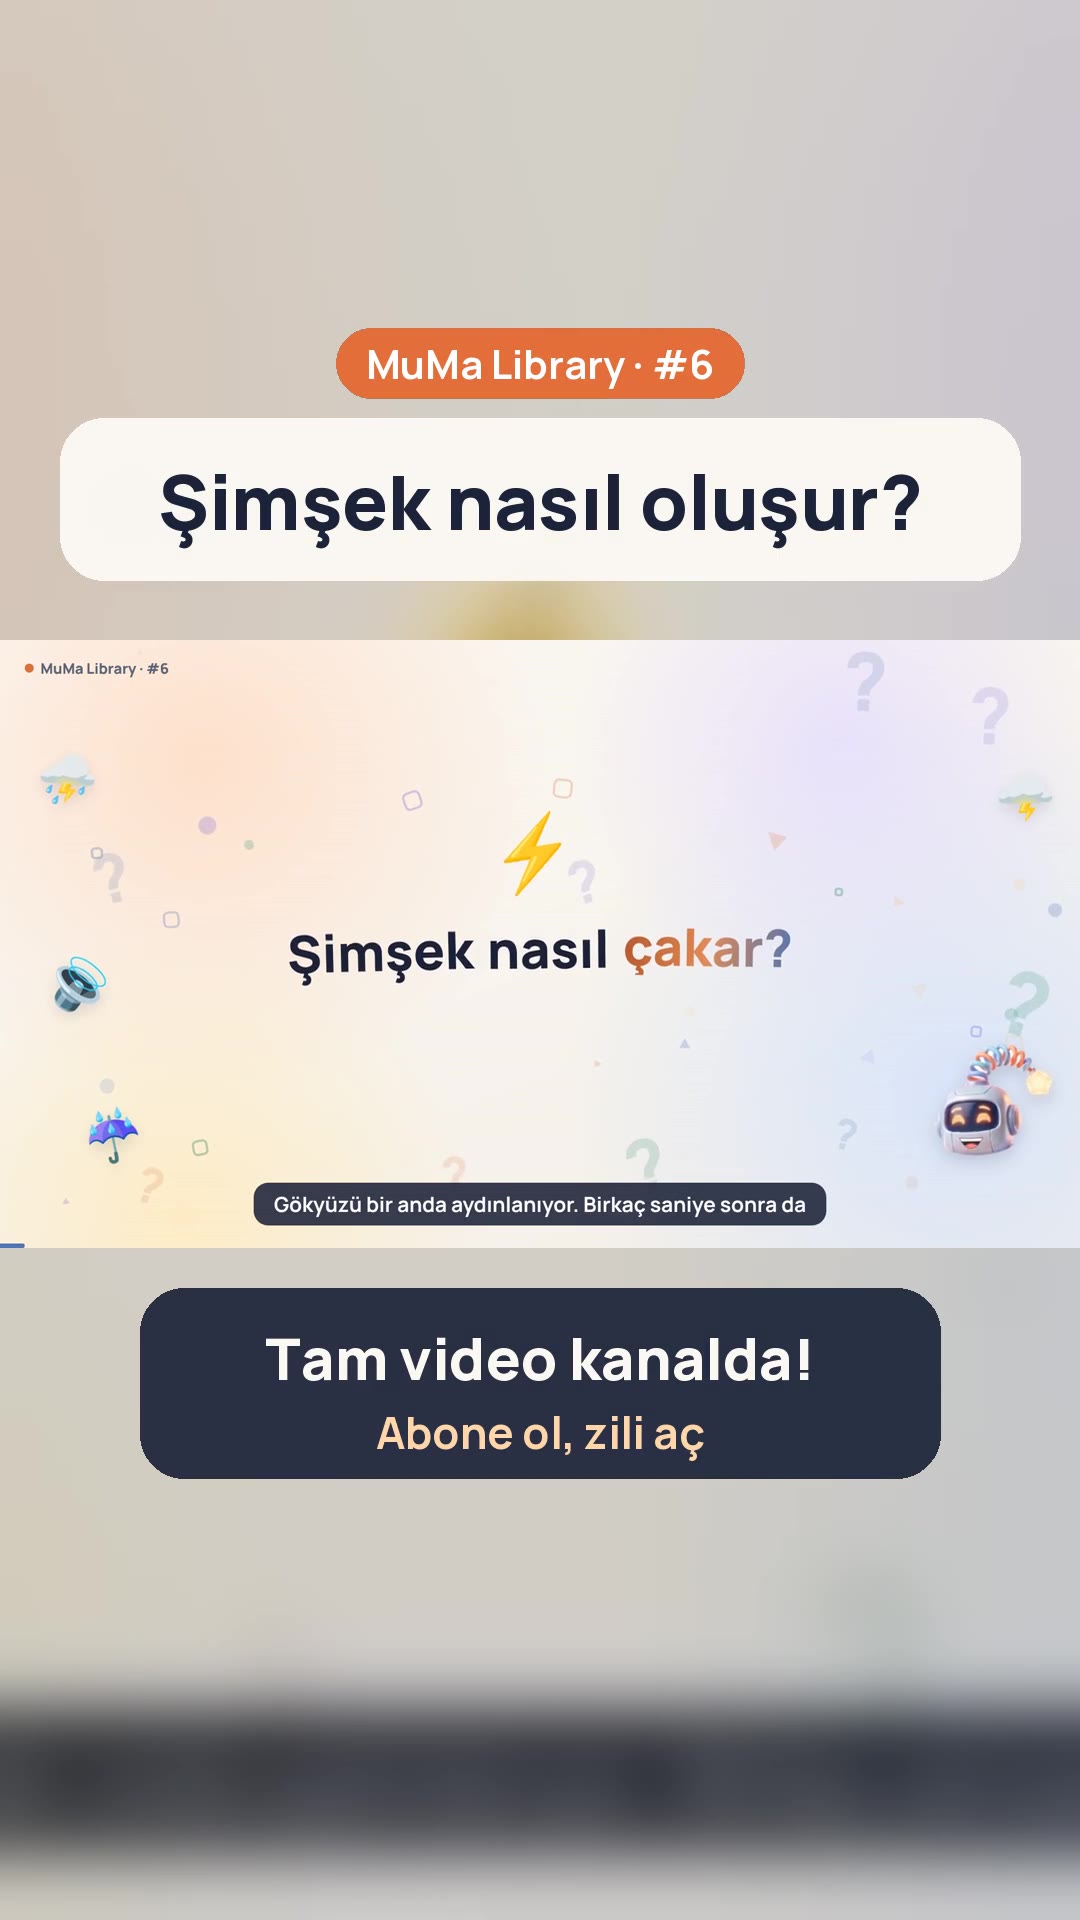 MuMa Library · #6
Şimşek nasıl oluşur?
MuMa Library · #6
Şimşek nasıl çakar?
Gökyüzü bir anda aydınlanıyor. Birkaç saniye sonra da
Tam video kanalda!
Abone ol, zili aç